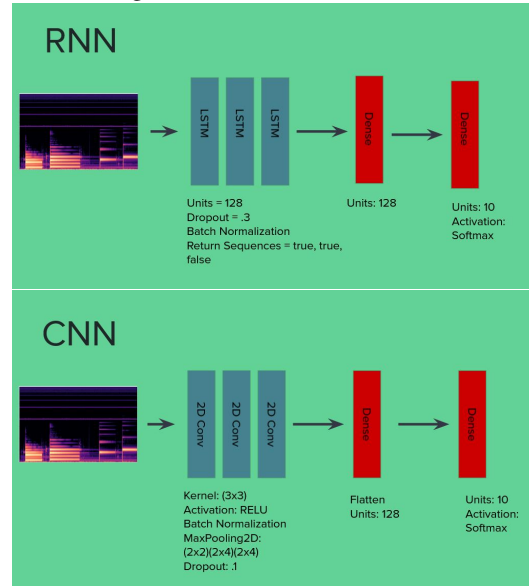 RNN
LSTM
LSTM
LSTM
Dense
Dense
Units = 128
Dropout = .3
Batch Normalization
Return Sequences = true, true,
false
Units: 128
Units: 10
Activation:
Softmax
CNN
2D Conv
2D Conv
2D Conv
Dense
Dense
Kernel: (3x3)
Activation: RELU
Batch Normalization
MaxPooling2D:
(2x2)(2x4)(2x4)
Dropout: .1
Flatten
Units: 128
Units: 10
Activation:
Softmax